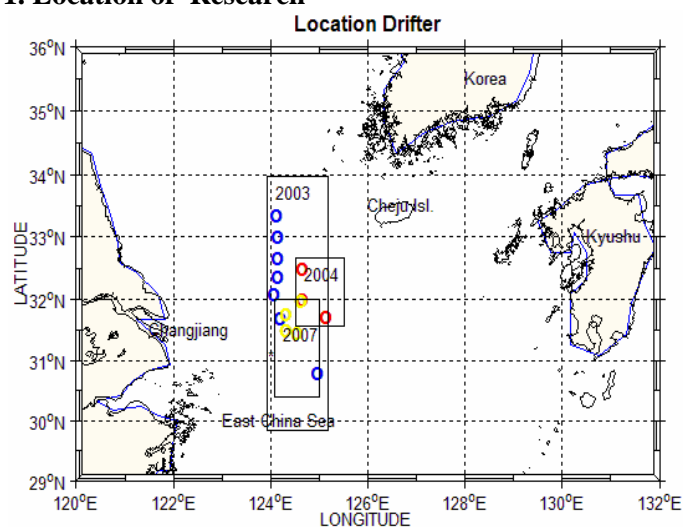 1. Location of Research
Location Drifter
36°N
35°N
34°N
33°N
32°N
31°N
30°N
29°N
LATITUDE
Korea
2003
Cheju Isl.
Kyushu
2004
Changjiang
2007
East China Sea
120°E 122°E 124°E 126°E 128°E 130°E 132°E
LONGITUDE